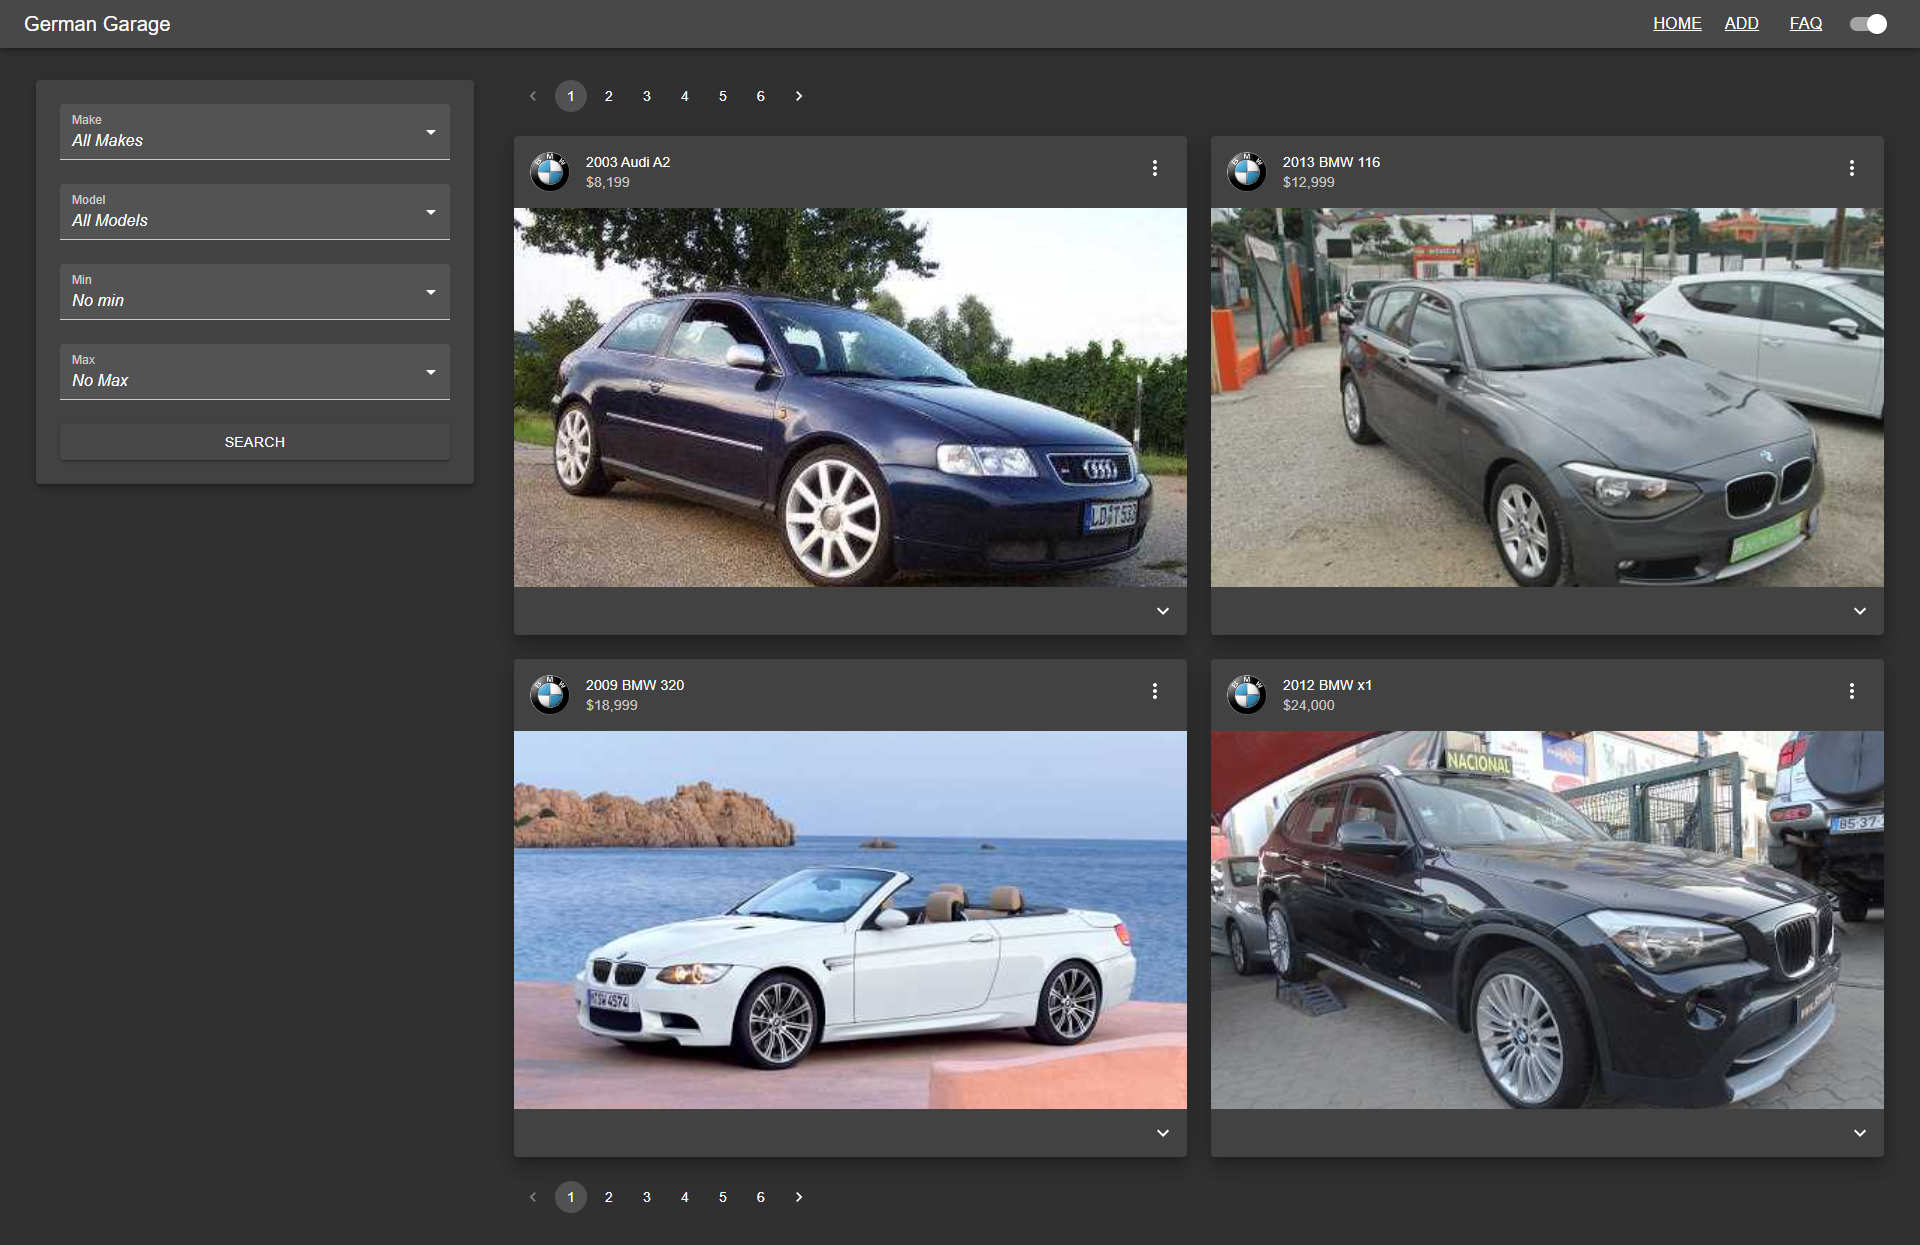 German Garage
HOME ADD FAQ
Make
All Makes
Model
All Models
Min
No min
Max
No Max
SEARCH
1 2 3 4 5 6
2003 Audi A2
$8,199
2013 BMW 116
$12,999
2009 BMW 320
$18,999
2012 BMW x1
$24,000
NACIONAL
85-37
1 2 3 4 5 6